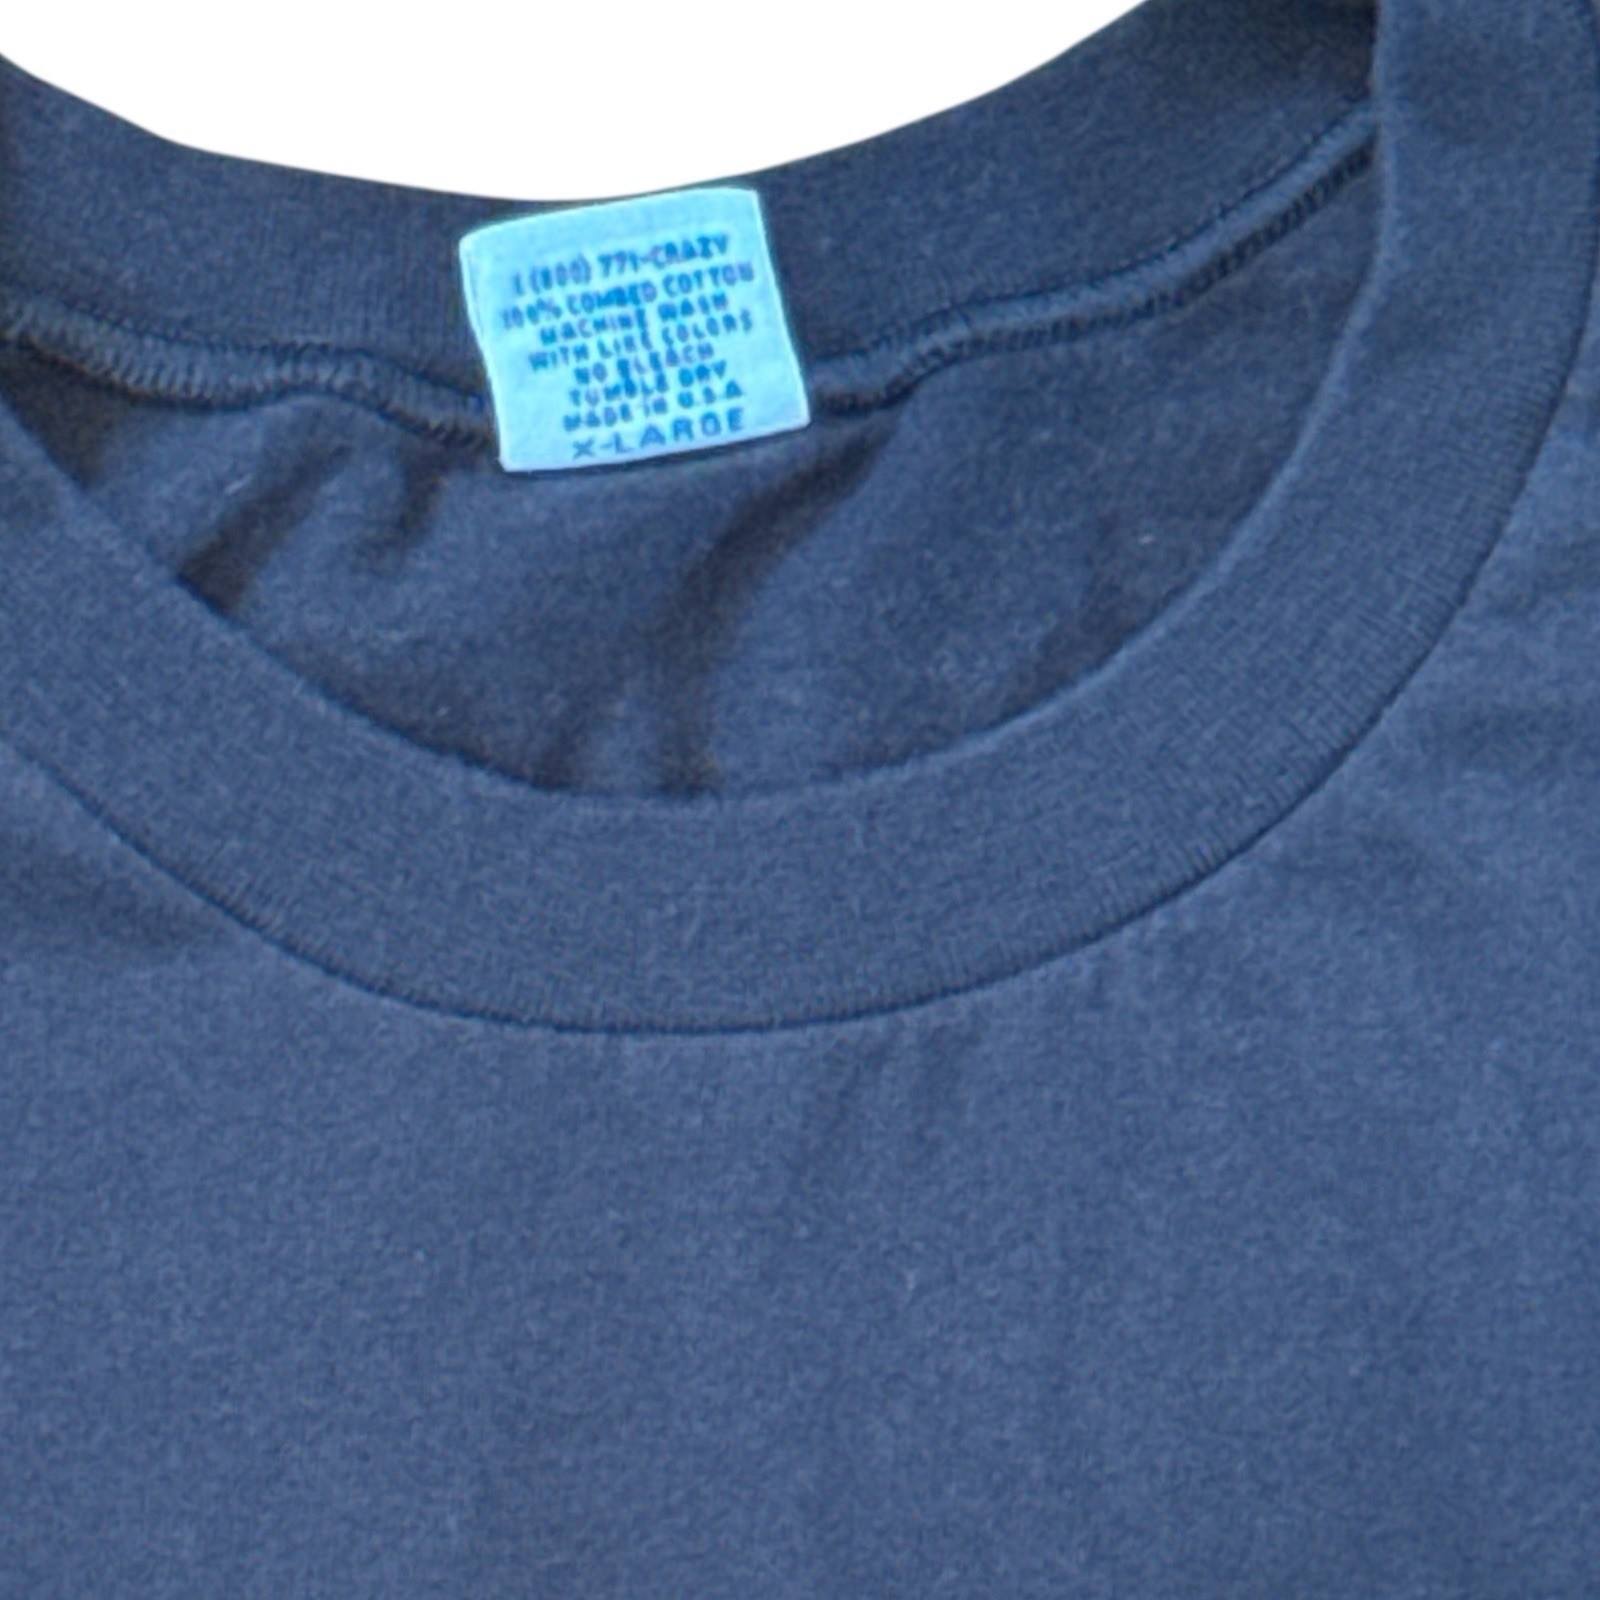 1 (800) 771-CRAZY
100% COMBED COTTON
MACHINE WASH
WITH LIKE COLORS
NO BLEACH
TUMBLE DRY
MADE IN U.S.A
X-LARGE